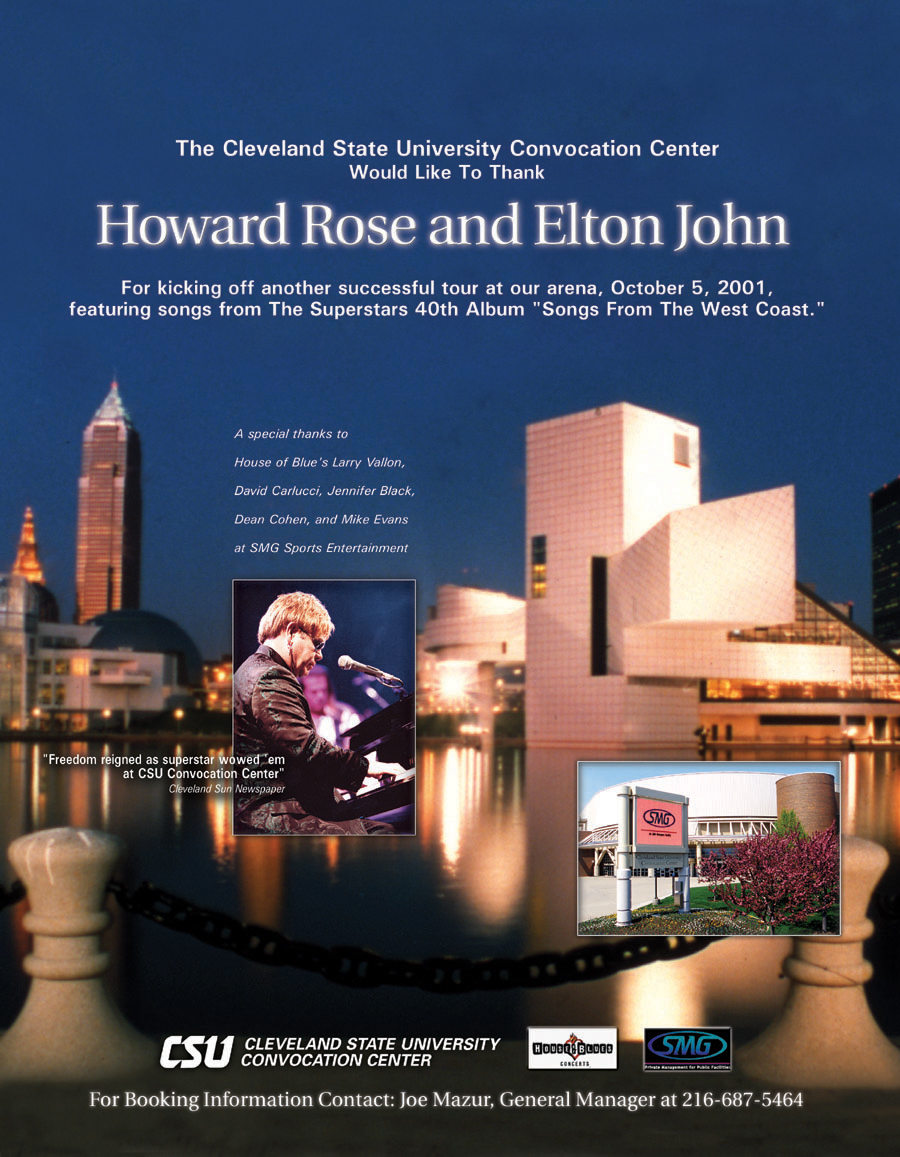 The Cleveland State University Convocation Center
Would Like To Thank
Howard Rose and Elton John
For kicking off another successful tour at our arena, October 5, 2001,
featuring songs from The Superstars 40th Album "Songs From The West Coast."
A special thanks to
House of Blue's Larry Vallon,
David Carlucci, Jennifer Black,
Dean Cohen, and Mike Evans
at SMG Sports Entertainment
"Freedom reigned as superstar wowed "em
at CSU Convocation Center"
Cleveland Sun Newspaper
SMG
Cleveland State University
Convocation Center
CSU CLEVELAND STATE UNIVERSITY
CONVOCATION CENTER
HOUSE OF BLUES
CONCERTS
SMG
Private Management for Public Facilities
For Booking Information Contact: Joe Mazur, General Manager at 216-687-5464